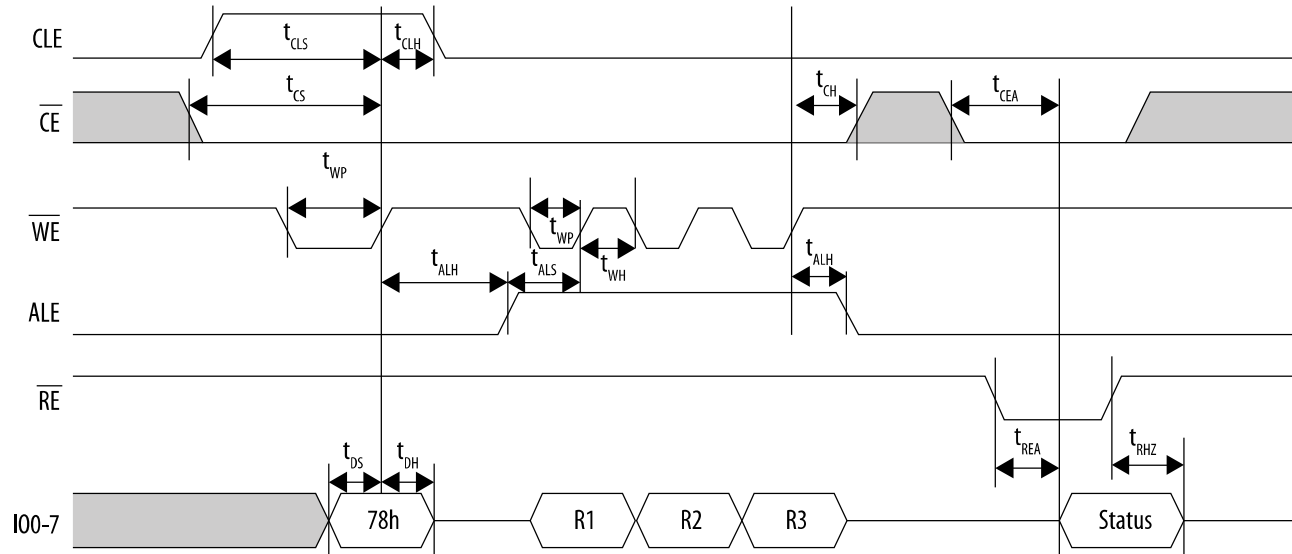 CLE
tCLS
tCLH
CE
tCS
tCH
tCEA
WE
tWP
tWP
tWH
ALE
tALH
tALS
tALH
RE
tREA
tRHZ
tDS
tDH
IO0-7
78h
R1
R2
R3
Status